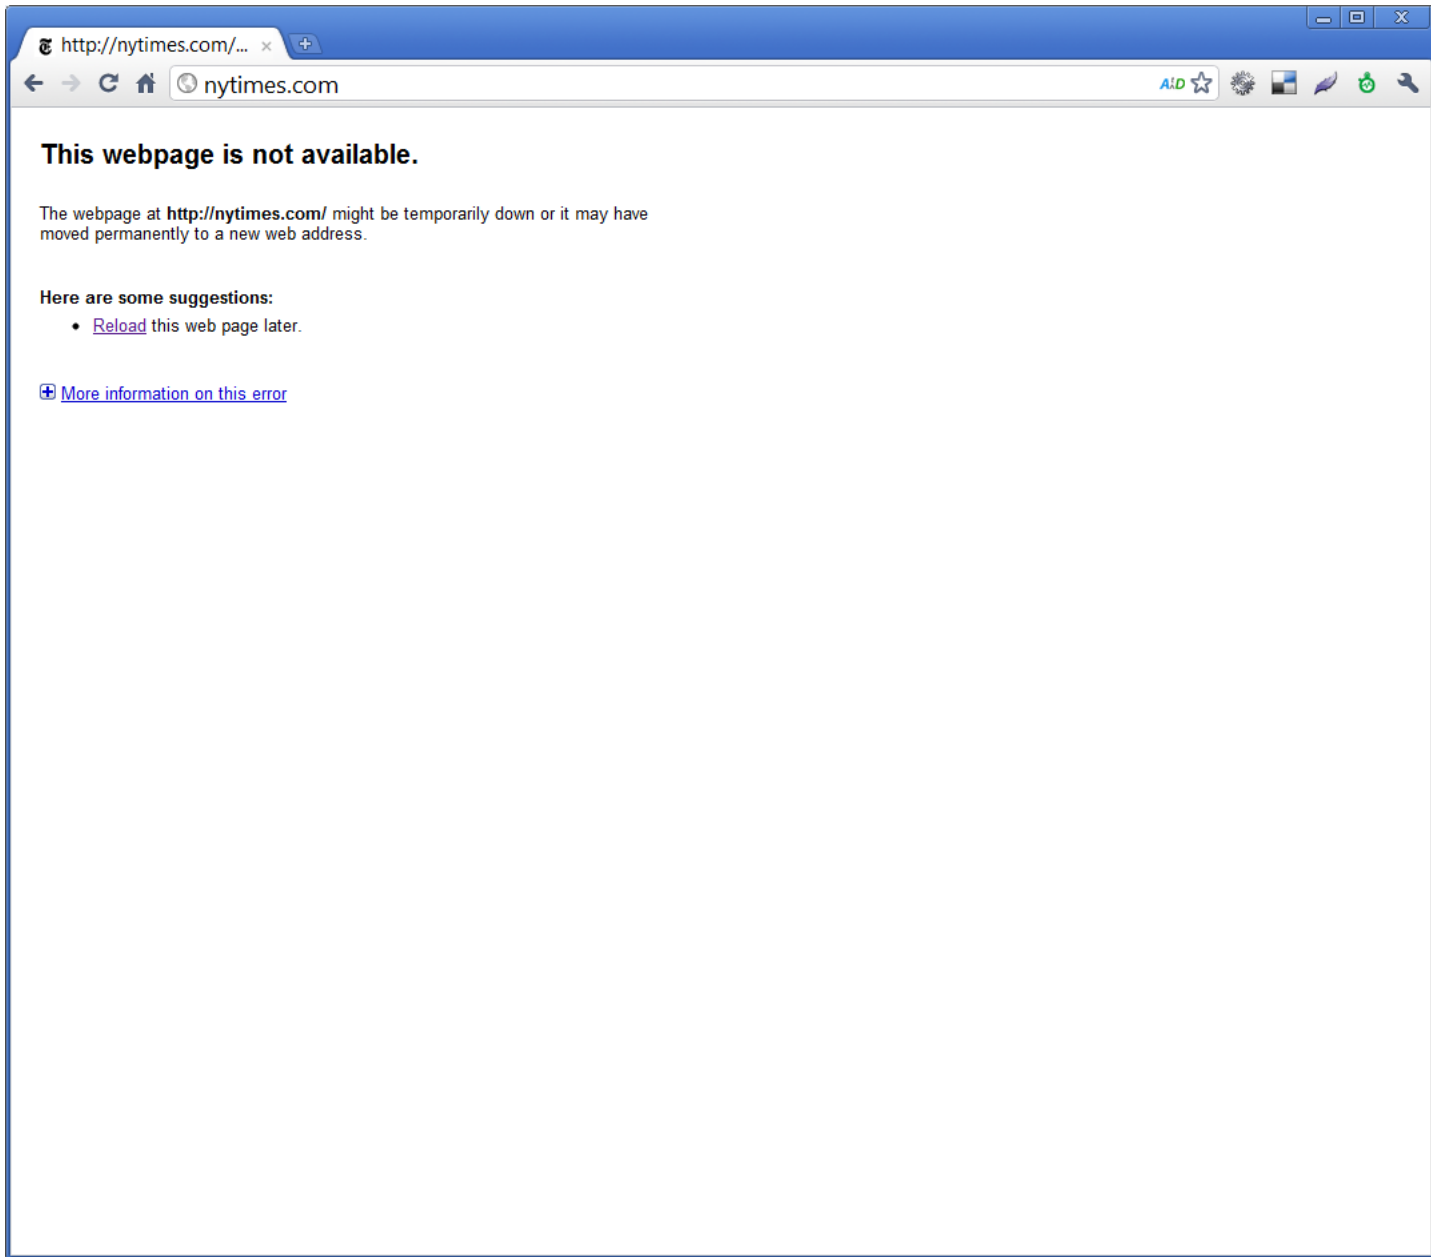 http://nytimes.com/...
nytimes.com
This webpage is not available.
The webpage at http://nytimes.com/ might be temporarily down or it may have
moved permanently to a new web address.
Here are some suggestions:
Reload this web page later.
More information on this error